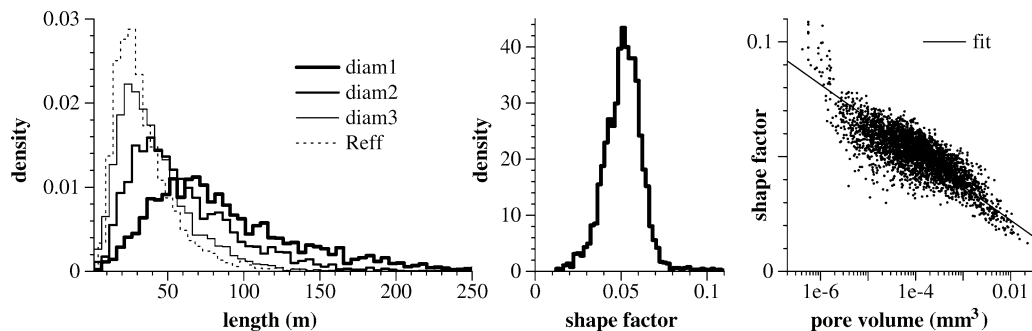 0.03
0.02
0.01
0
density
diam1
diam2
diam3
Reff
50
100
150
200
250
length (m)
40
30
20
10
0
density
0
0.05
0.1
shape factor
0.1
0
shape factor
fit
1e-6
1e-4
0.01
pore volume (mm³)